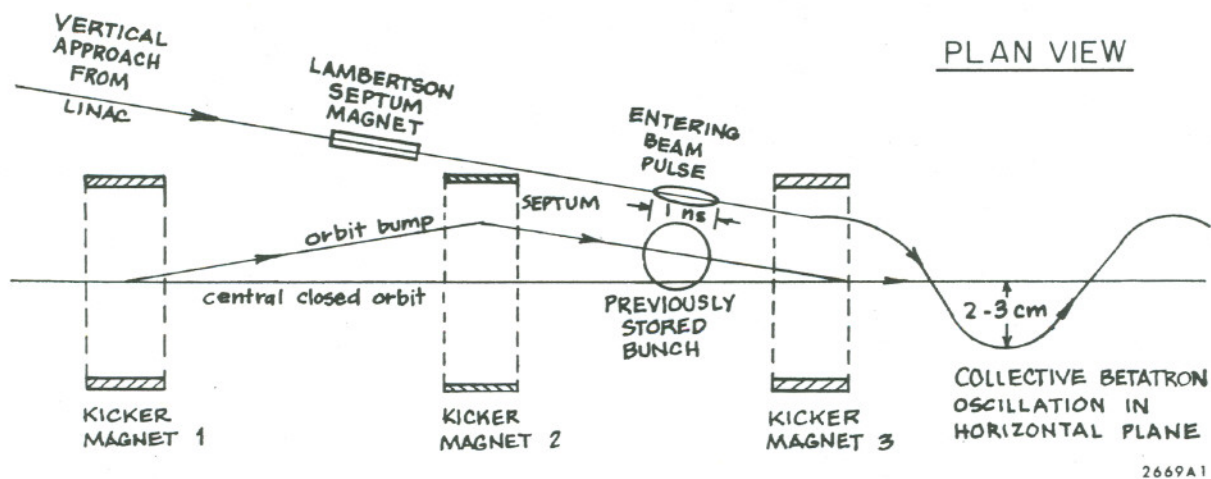 VERTICAL
APPROACH
FROM
LINAC
LAMBERTSON
SEPTUM
MAGNET
PLAN VIEW
ENTERING
BEAM
PULSE
SEPTUM
1 ns
orbit bump
central closed orbit
PREVIOUSLY
STORED
BUNCH
2-3 cm
KICKER
MAGNET 1
KICKER
MAGNET 2
KICKER
MAGNET 3
COLLECTIVE BETATRON
OSCILLATION IN
HORIZONTAL PLANE
2669A1